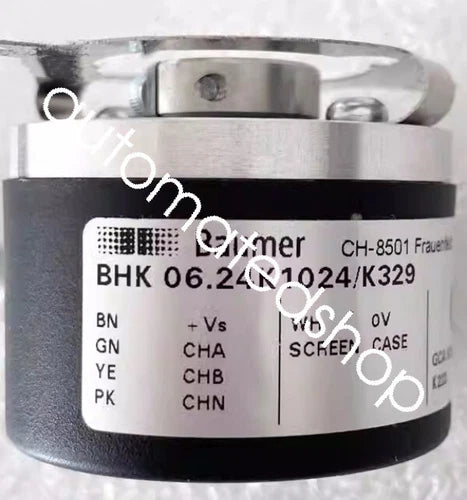 Baumer CH-8501 Frauenfeld
BHK 06.24K1024/K329
BN +Vs WH 0V
GN CHA SCREEN CASE
YE CHB
PK CHN
automatedshop